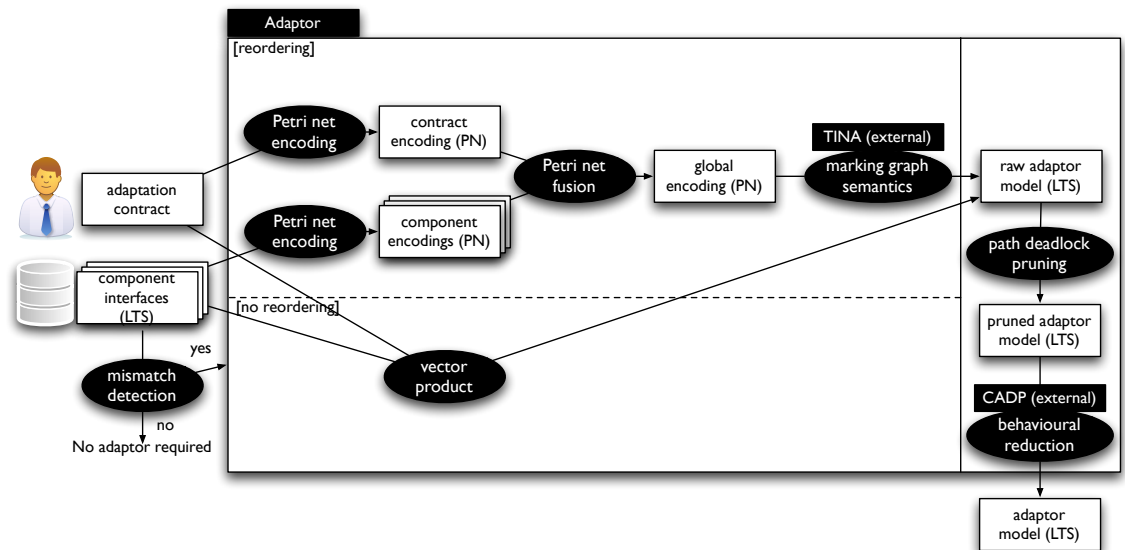 Adaptor
[reordering]
Petri net
encoding
contract
encoding (PN)
TINA (external)
marking graph
semantics
Petri net
fusion
global
encoding (PN)
raw adaptor
model (LTS)
adaptation
contract
Petri net
encoding
component
encodings (PN)
path deadlock
pruning
component
interfaces
(LTS)
[no reordering]
pruned adaptor
model (LTS)
yes
mismatch
detection
vector
product
CADP (external)
behavioural
reduction
no
No adaptor required
adaptor
model (LTS)